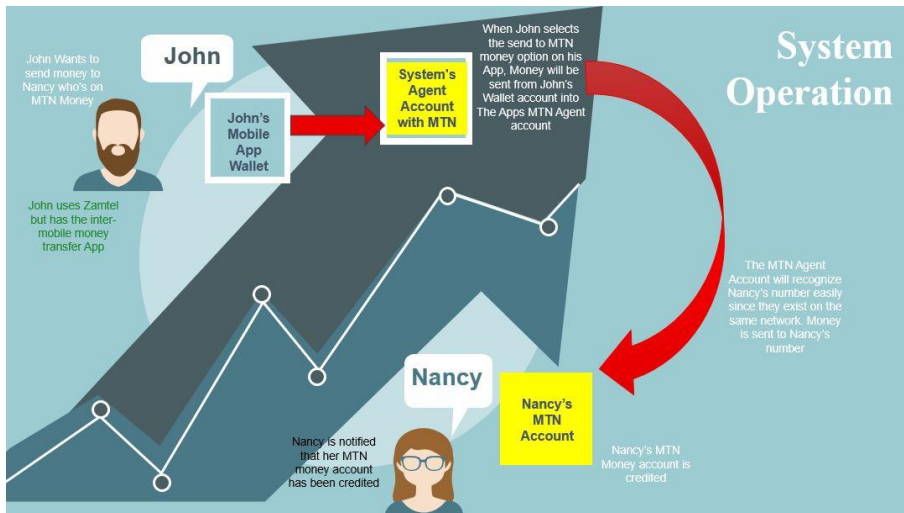 System
Operation
John Wants to
send money to
Nancy who's on
MTN Money
John
John's
Mobile
App
Wallet
System's
Agent
Account
with MTN
When John selects
the send to MTN
money option on his
App, Money will be
sent from John's
Wallet account into
The Apps MTN Agent
account
John uses Zamtel
but has the inter-
mobile money
transfer App
The MTN Agent
Account will recognize
Nancy's number easily
since they exist on the
same network. Money
is sent to Nancy's
number
Nancy
Nancy's
MTN
Account
Nancy is notified
that her MTN
money account
has been credited
Nancy's MTN
Money account is
credited